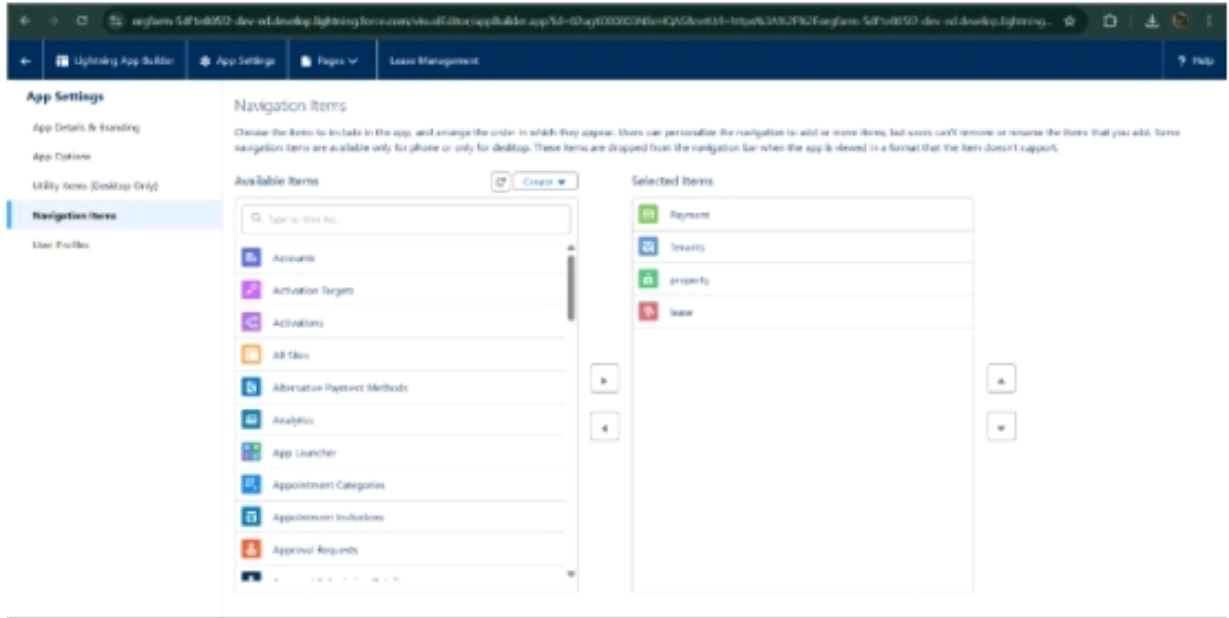 Lightning App Builder
App Settings
Pages
Lease Management
? Help
App Settings
App Details & Branding
App Options
Utility Items (Desktop Only)
Navigation Items
User Profiles
Navigation Items
Choose the items to include in the app, and arrange the order in which they appear. Users can personalize the navigation to add or move items, but users can't remove or rename the items that you add. Some
navigation items are available only for phone or only for desktop. These items are dropped from the navigation bar when the app is viewed in a format that the item doesn't support.
Available Items
Create
Type to filter list...
Accounts
Activation Targets
Activations
All Sites
Alternative Payment Methods
Analytics
App Launcher
Appointment Categories
Appointment Invitations
Approval Requests
Selected Items
Payment
Tenants
property
lease